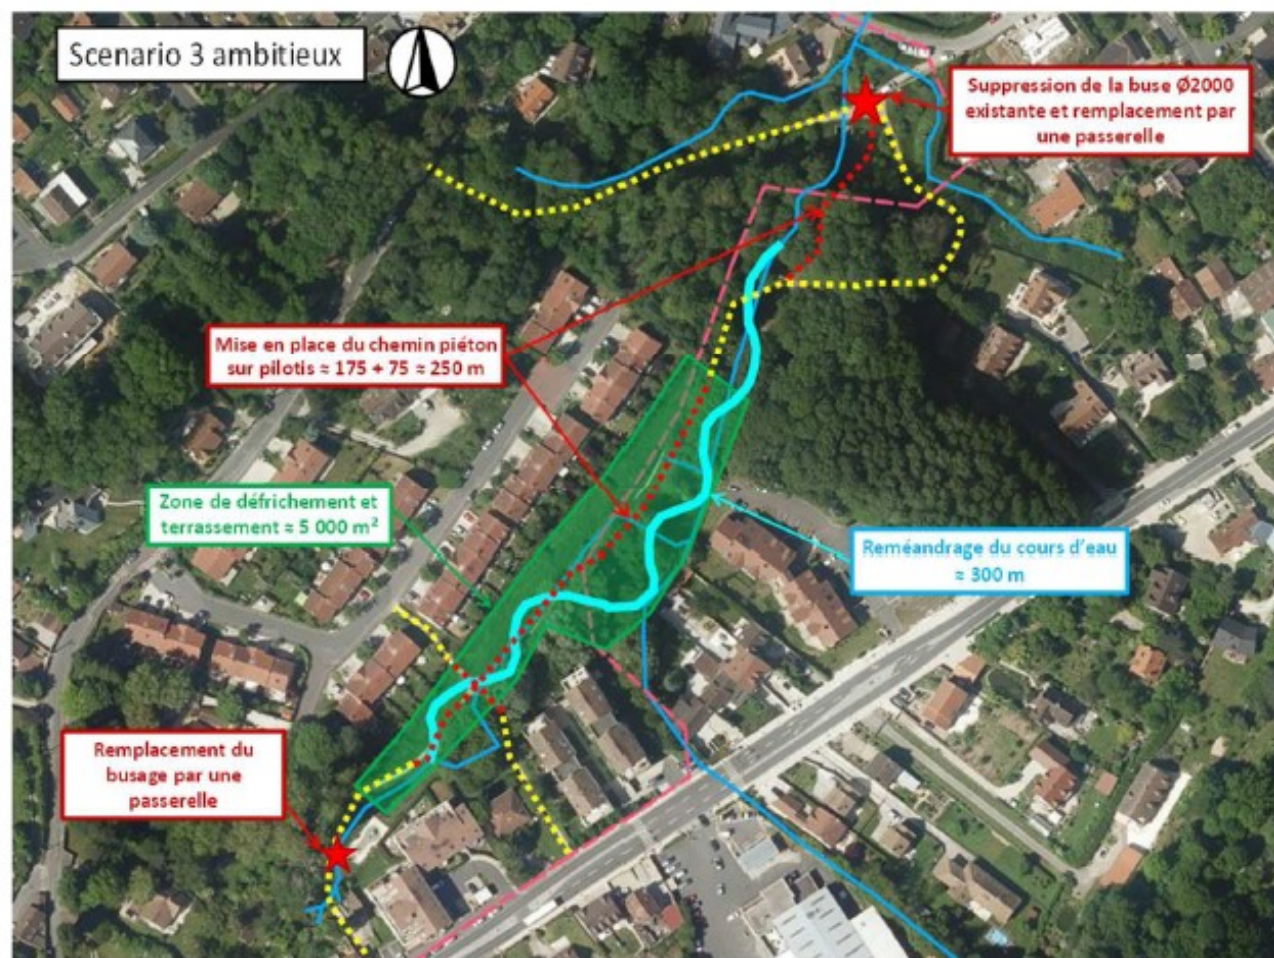 Scenario 3 ambitieux
Suppression de la buse Ø2000
existante et remplacement par
une passerelle
Mise en place du chemin piéton
sur pilotis ≈ 175 + 75 ≈ 250 m
Zone de défrichement et
terrassement ≈ 5 000 m²
Reméandrage du cours d'eau
≈ 300 m
Remplacement du
busage par une
passerelle